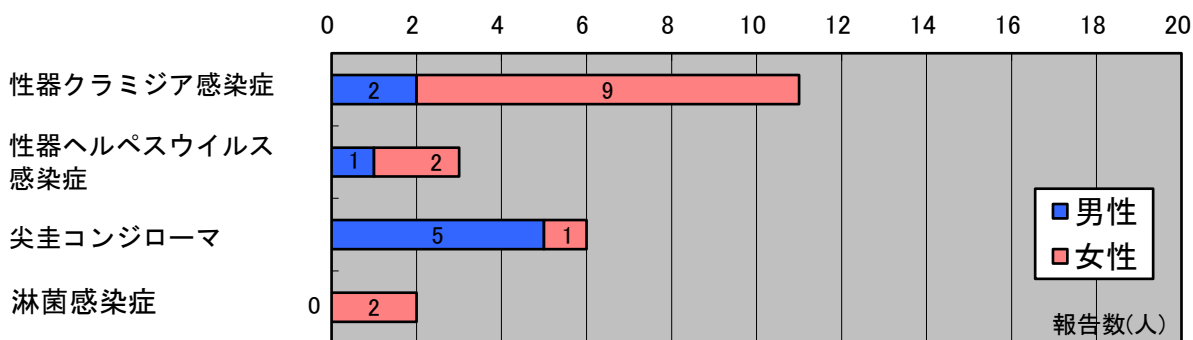 0 2 4 6 8 10 12 14 16 18 20
性器クラミジア感染症
2 9
性器ヘルペスウイルス
感染症
1 2
尖圭コンジローマ
5 1
淋菌感染症
0 2
男性
女性
報告数(人)